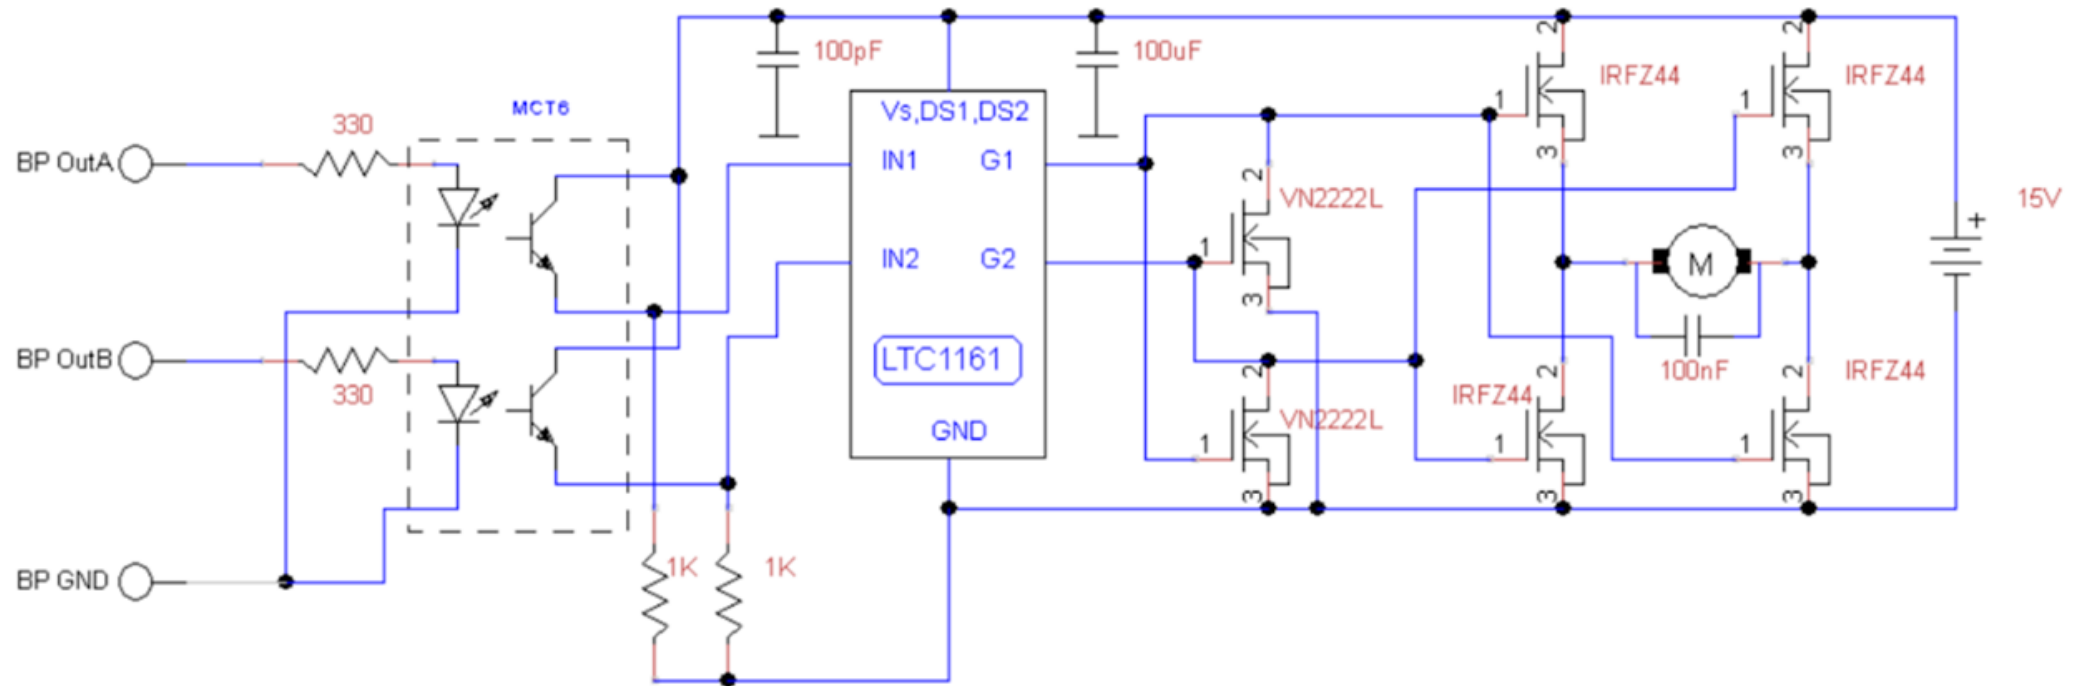 100pF
100uF
2
2
IRFZ44
IRFZ44
MCT6
Vs,DS1,DS2
1
1
330
BP OutA
IN1
G1
3
3
2
VN2222L
15V
+
1
IN2
G2
M
3
BP OutB
LTC1161
330
2
VN2222L
IRFZ44
2
100nF
2
IRFZ44
GND
1
1
1
3
3
3
BP GND
1K
1K